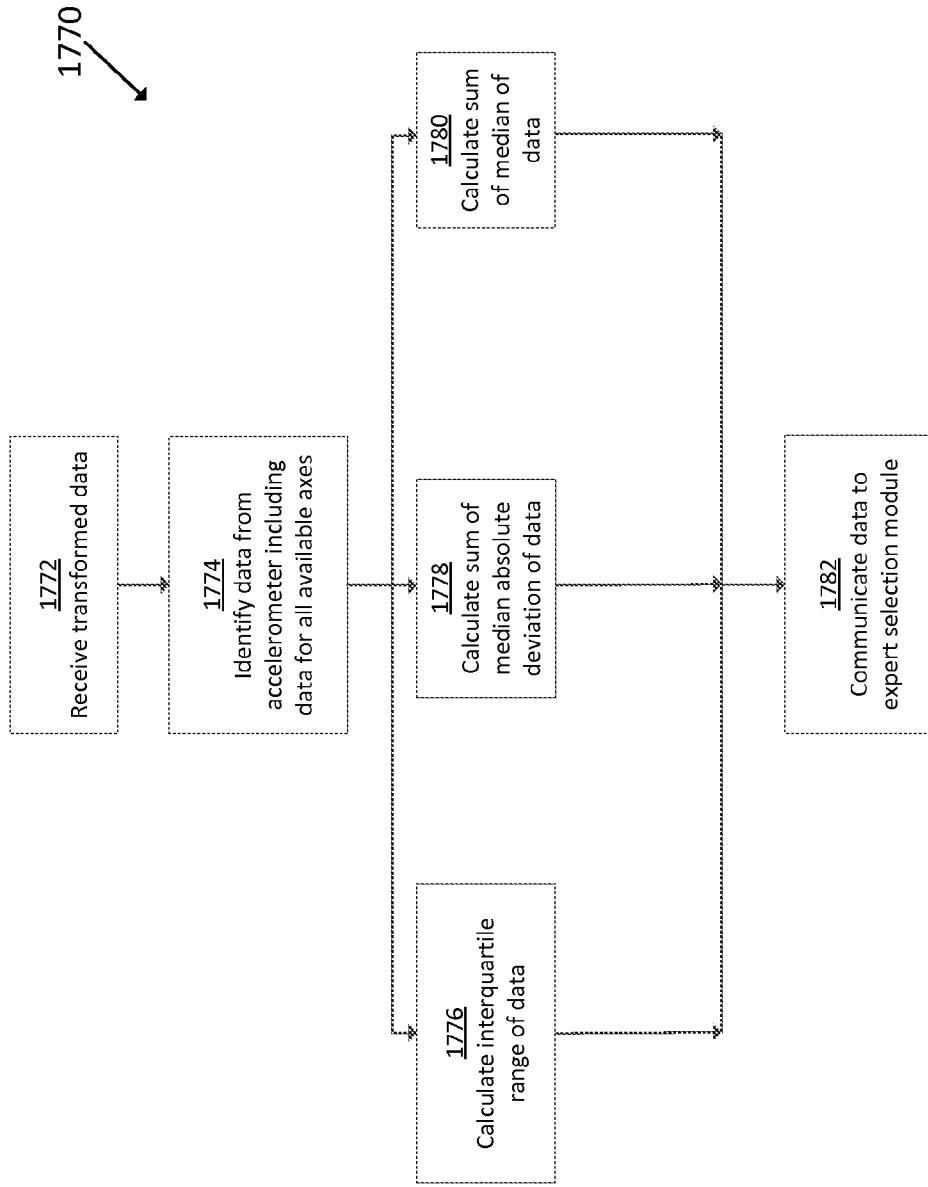 1770
1772
Receive transformed data
1774
Identify data from
accelerometer including
data for all available axes
1776
Calculate interquartile
range of data
1778
Calculate sum of
median absolute
deviation of data
1780
Calculate sum
of median of
data
1782
Communicate data to
expert selection module